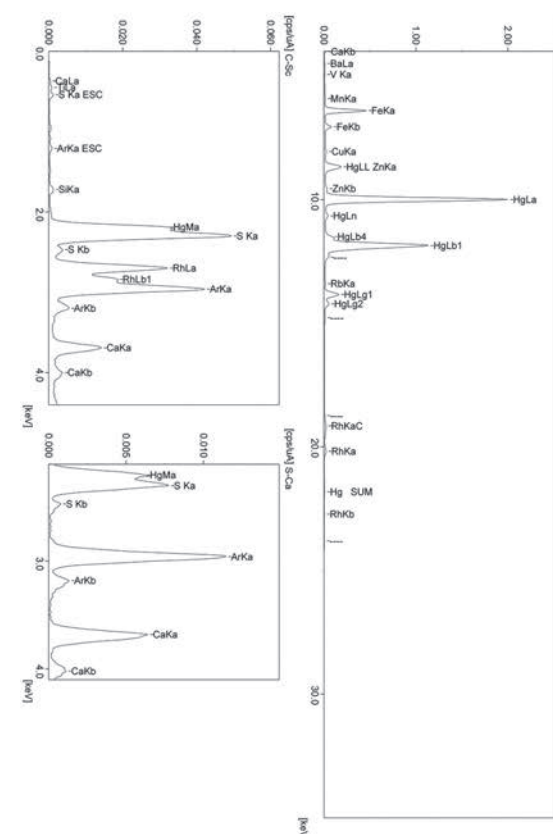 [cps/uA] C-Sc
0.000
0.020
0.040
0.060
0.0
CaLa
TiLa
S Ka ESC
ArKa ESC
SiKa
2.0
HgMa
S Ka
S Kb
RhLa
RhLb1
ArKa
ArKb
CaKa
4.0
CaKb
[keV]
[cps/uA] S-Ca
0.000
0.005
0.010
HgMa
S Ka
S Kb
3.0
ArKa
ArKb
CaKa
4.0
CaKb
[keV]
0.00
1.00
2.00
CaKb
BaLa
V Ka
MnKa
FeKa
FeKb
CuKa
HgLL ZnKa
ZnKb
10.0
HgLa
HgLn
HgLb4
HgLb1
RbKa
HgLg1
HgLg2
RhKaC
20.0
RhKa
Hg SUM
RhKb
30.0